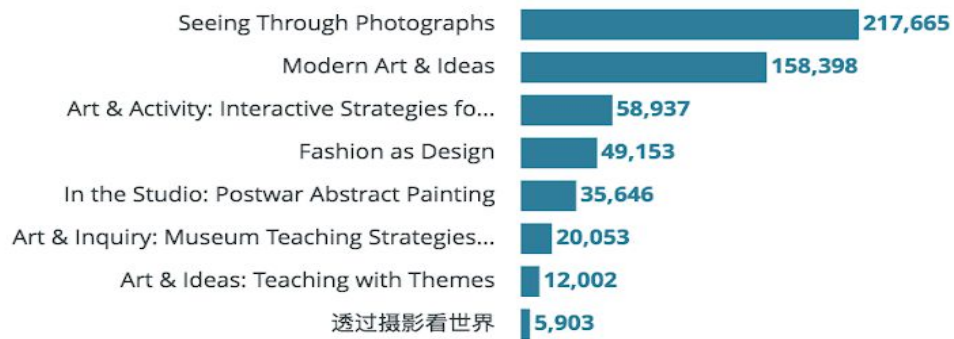 Seeing Through Photographs 217,665
Modern Art & Ideas 158,398
Art & Activity: Interactive Strategies fo... 58,937
Fashion as Design 49,153
In the Studio: Postwar Abstract Painting 35,646
Art & Inquiry: Museum Teaching Strategies... 20,053
Art & Ideas: Teaching with Themes 12,002
透过摄影看世界 5,903